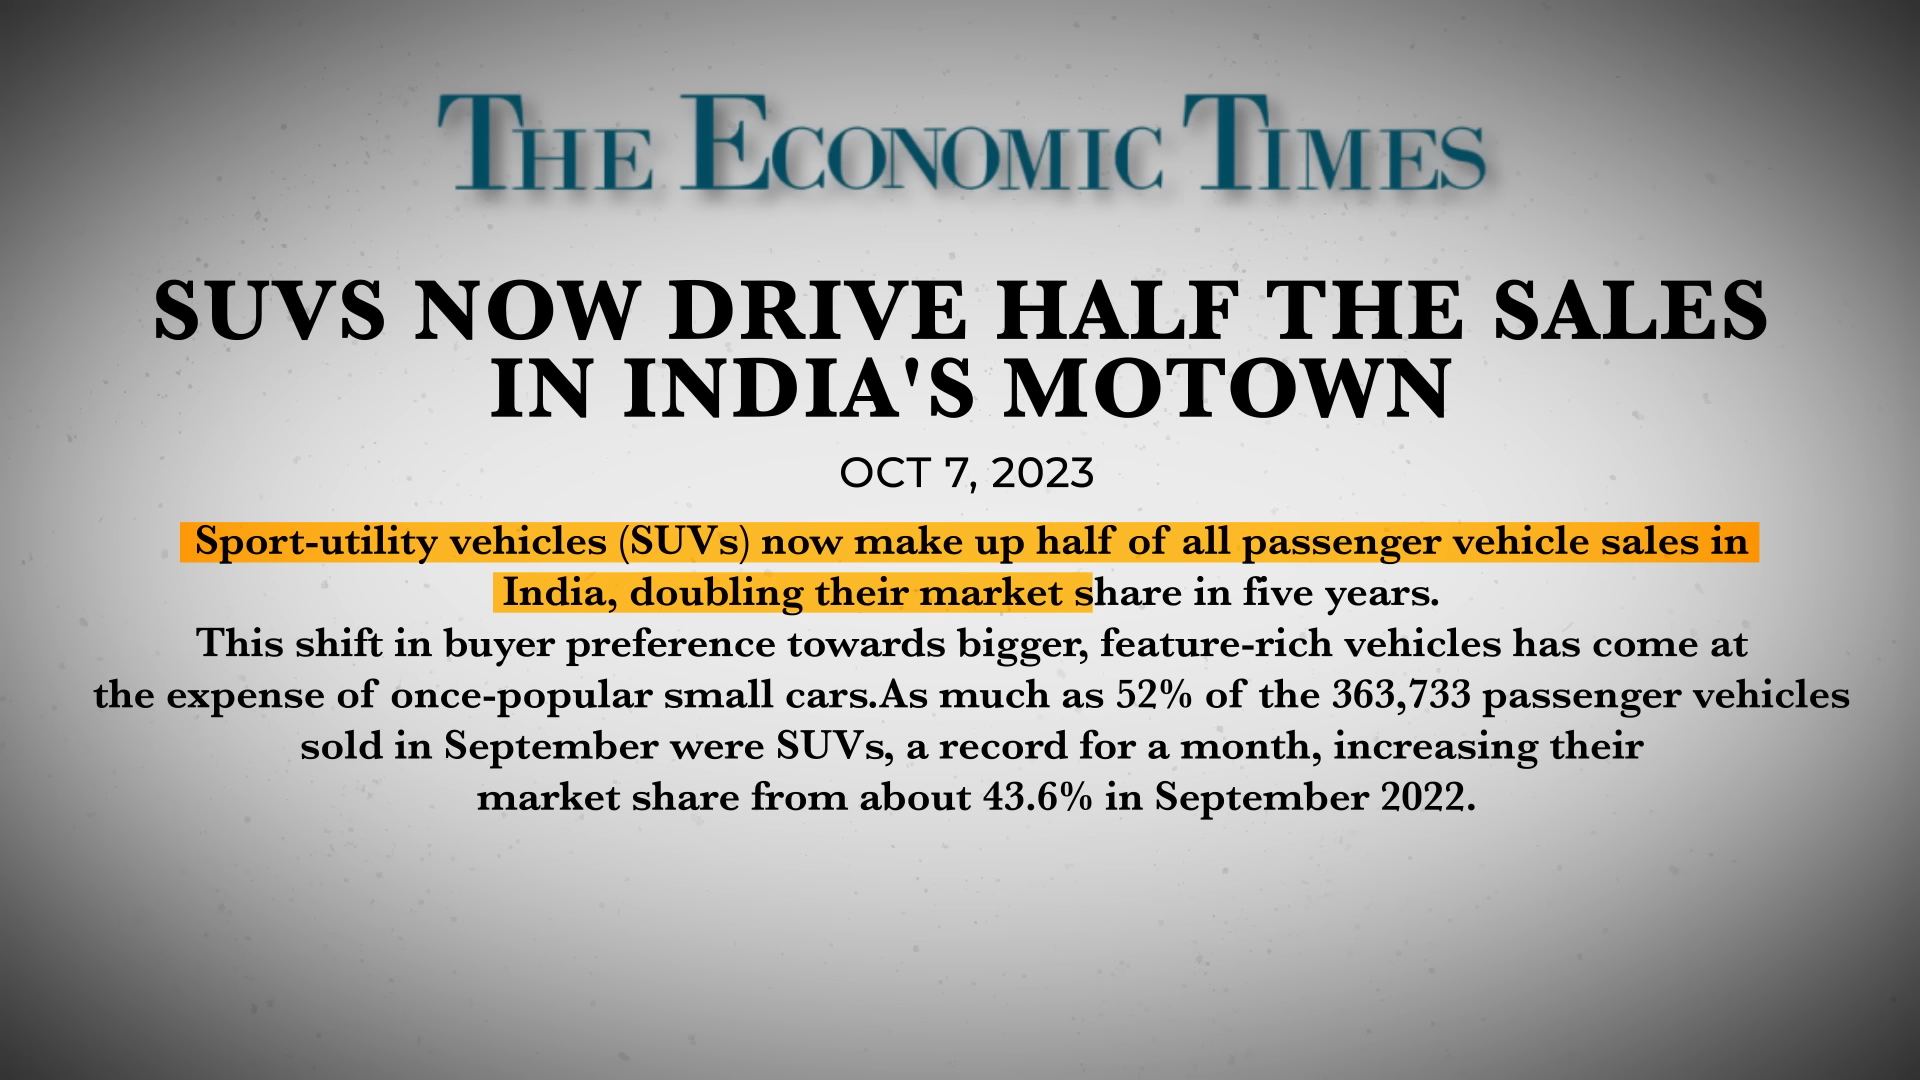 THE ECONOMIC TIMES
SUVS NOW DRIVE HALF THE SALES
IN INDIA'S MOTOWN
OCT 7, 2023
Sport-utility vehicles (SUVs) now make up half of all passenger vehicle sales in
India, doubling their market share in five years.
This shift in buyer preference towards bigger, feature-rich vehicles has come at
the expense of once-popular small cars.As much as 52% of the 363,733 passenger vehicles
sold in September were SUVs, a record for a month, increasing their
market share from about 43.6% in September 2022.